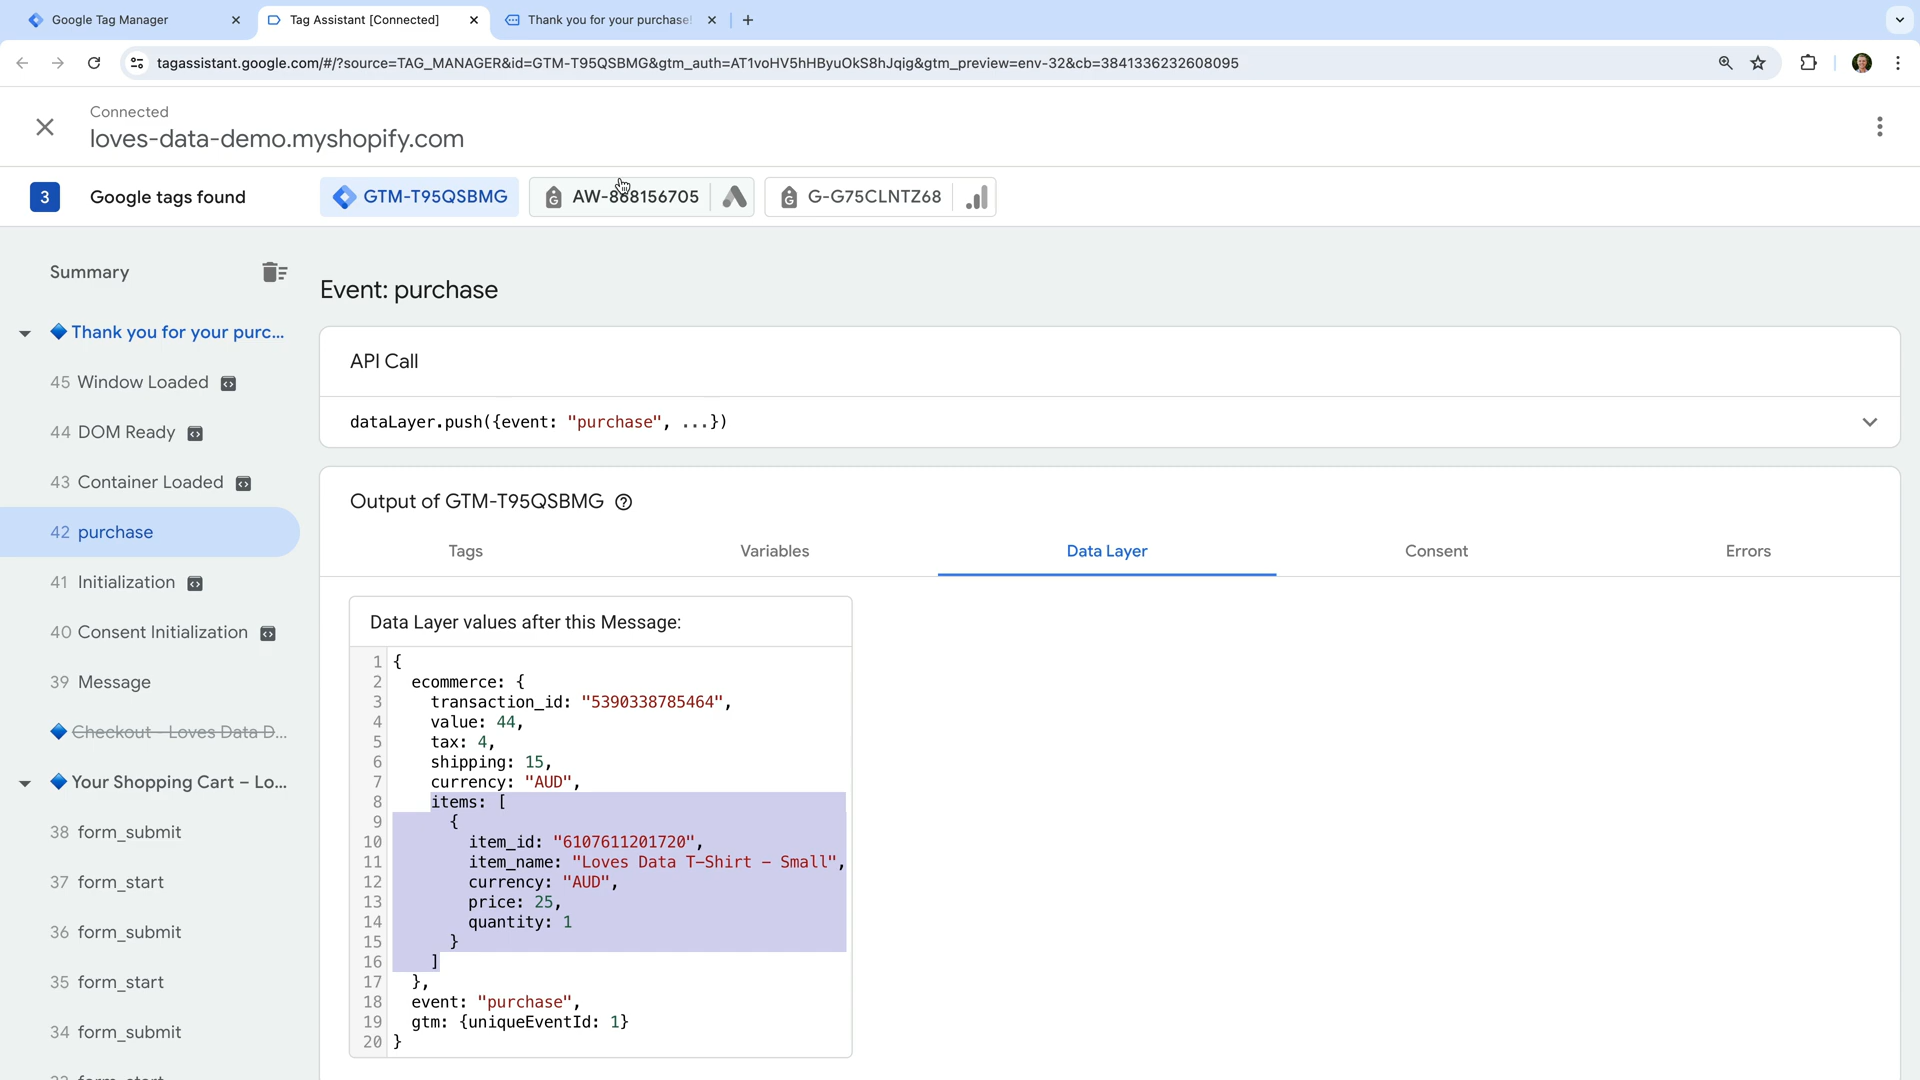 Google Tag Manager
Tag Assistant [Connected]
Thank you for your purchase!
tagassistant.google.com/#/?source=TAG_MANAGER&id=GTM-T95QSBMG&gtm_auth=AT1voHV5hHByuOkS8hJqig&gtm_preview=env-32&cb=3841336232608095
Connected
loves-data-demo.myshopify.com
3 Google tags found GTM-T95QSBMG AW-868156705 G-G75CLNTZ68
Summary
Thank you for your purc...
45 Window Loaded
44 DOM Ready
43 Container Loaded
42 purchase
41 Initialization
40 Consent Initialization
39 Message
Checkout - Loves Data D...
Your Shopping Cart – Lo...
38 form_submit
37 form_start
36 form_submit
35 form_start
34 form_submit
33 form_start
Event: purchase
API Call
dataLayer.push({event: "purchase", ...})
Output of GTM-T95QSBMG
Tags Variables Data Layer Consent Errors
Data Layer values after this Message:
1 {
2 ecommerce: {
3 transaction_id: "5390338785464",
4 value: 44,
5 tax: 4,
6 shipping: 15,
7 currency: "AUD",
8 items: [
9 {
10 item_id: "6107611201720",
11 item_name: "Loves Data T-Shirt - Small",
12 currency: "AUD",
13 price: 25,
14 quantity: 1
15 }
16 ]
17 },
18 event: "purchase",
19 gtm: {uniqueEventId: 1}
20 }